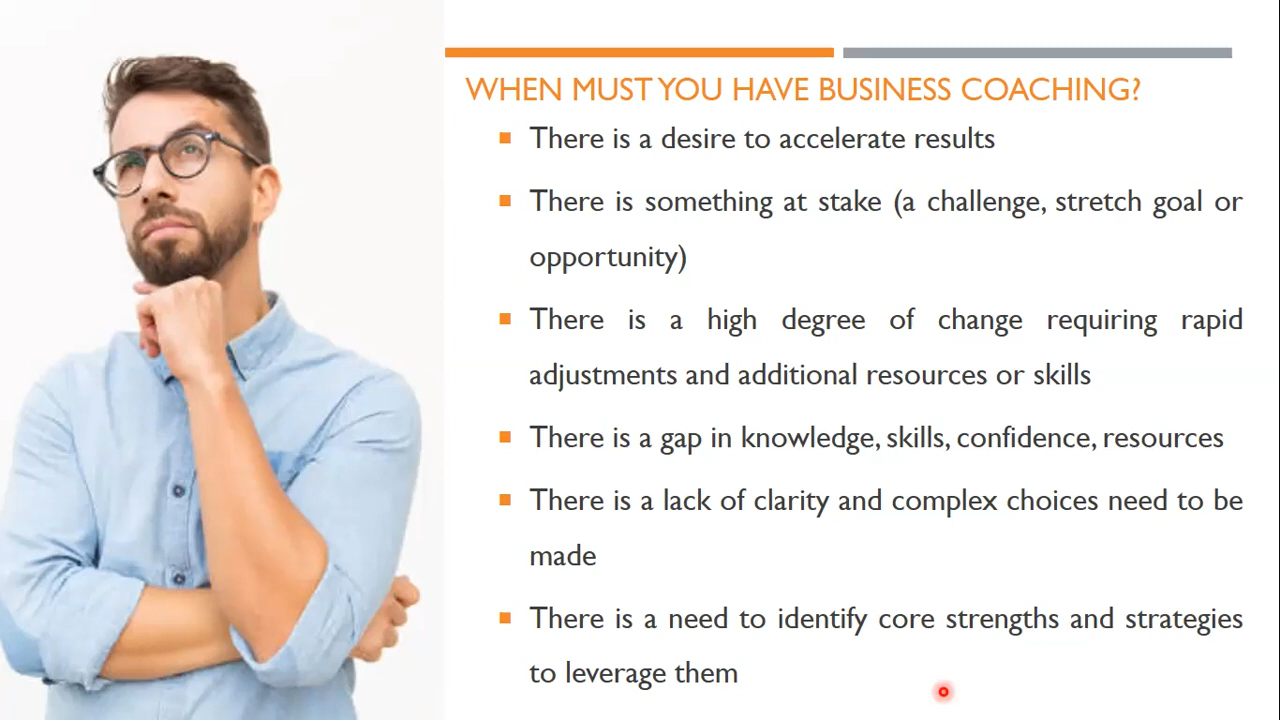 WHEN MUST YOU HAVE BUSINESS COACHING?
There is a desire to accelerate results
There is something at stake (a challenge, stretch goal or
opportunity)
There is a high degree of change requiring rapid
adjustments and additional resources or skills
There is a gap in knowledge, skills, confidence, resources
There is a lack of clarity and complex choices need to be
made
There is a need to identify core strengths and strategies
to leverage them